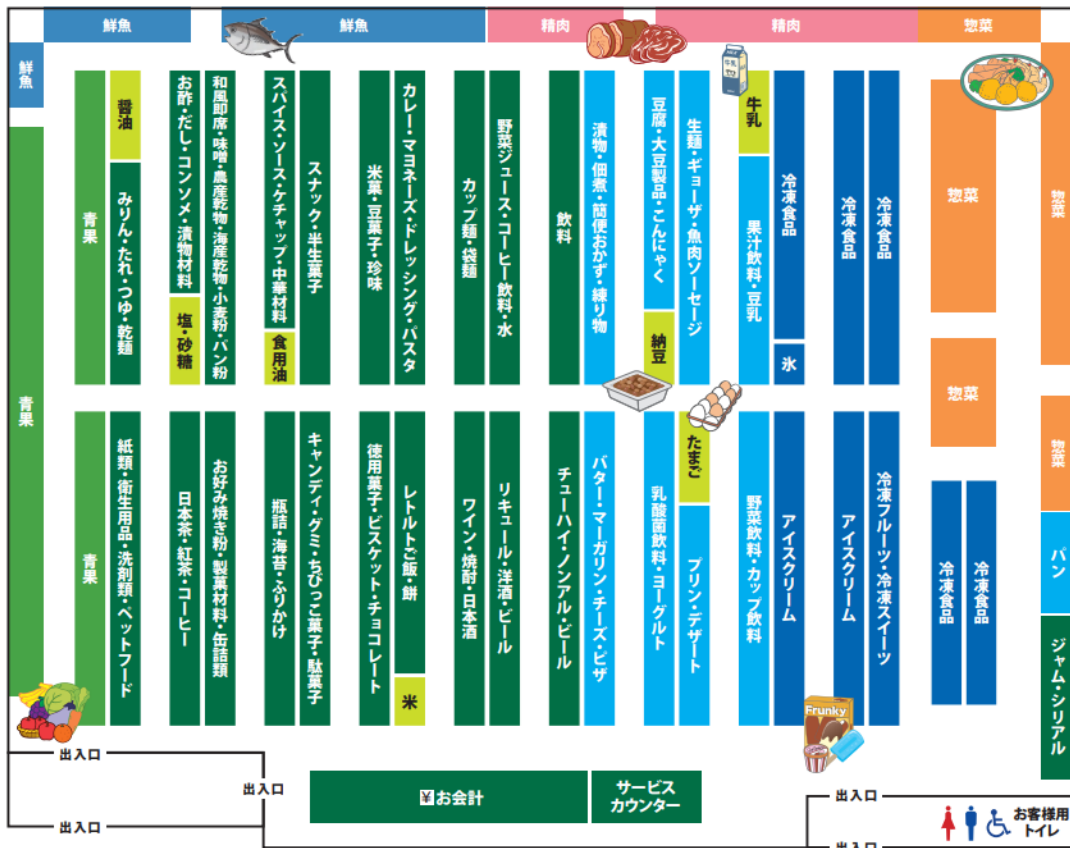 鮮魚
鮮魚
精肉
精肉
惣菜
鮮魚
牛乳
青果
醤油
お酢・だし・コンソメ・漬物材料
和風即席・味噌・農産乾物・海産乾物・小麦粉・パン粉
スパイス・ソース・ケチャップ・中華材料
スナック・半生菓子
米菓・豆菓子・珍味
カレー・マヨネーズ・ドレッシング・パスタ
カップ麺・袋麺
野菜ジュース・コーヒー飲料・水
飲料
漬物・佃煮・簡便おかず・練り物
豆腐・大豆製品・こんにゃく
生麺・ギョーザ・魚肉ソーセージ
牛乳
冷凍食品
冷凍食品
冷凍食品
惣菜
惣菜
みりん・たれ・つゆ・乾麺
塩・砂糖
食用油
納豆
果汁飲料・豆乳
氷
惣菜
青果
青果
紙類・衛生用品・洗剤類・ペットフード
日本茶・紅茶・コーヒー
お好み焼き粉・製菓材料・缶詰類
瓶詰・海苔・ふりかけ
キャンディ・グミ・ちびっこ菓子・駄菓子
徳用菓子・ビスケット・チョコレート
レトルトご飯・餅
米
ワイン・焼酎・日本酒
リキュール・洋酒・ビール
チューハイ・ノンアル・ビール
バター・マーガリン・チーズ・ピザ
乳酸菌飲料・ヨーグルト
たまご
プリン・デザート
野菜飲料・カップ飲料
アイスクリーム
アイスクリーム
冷凍フルーツ・冷凍スイーツ
冷凍食品
冷凍食品
惣菜
パン
ジャム・シリアル
Frunky
出入口
出入口
出入口
¥お会計
サービス
カウンター
出入口
出入口
お客様用
トイレ